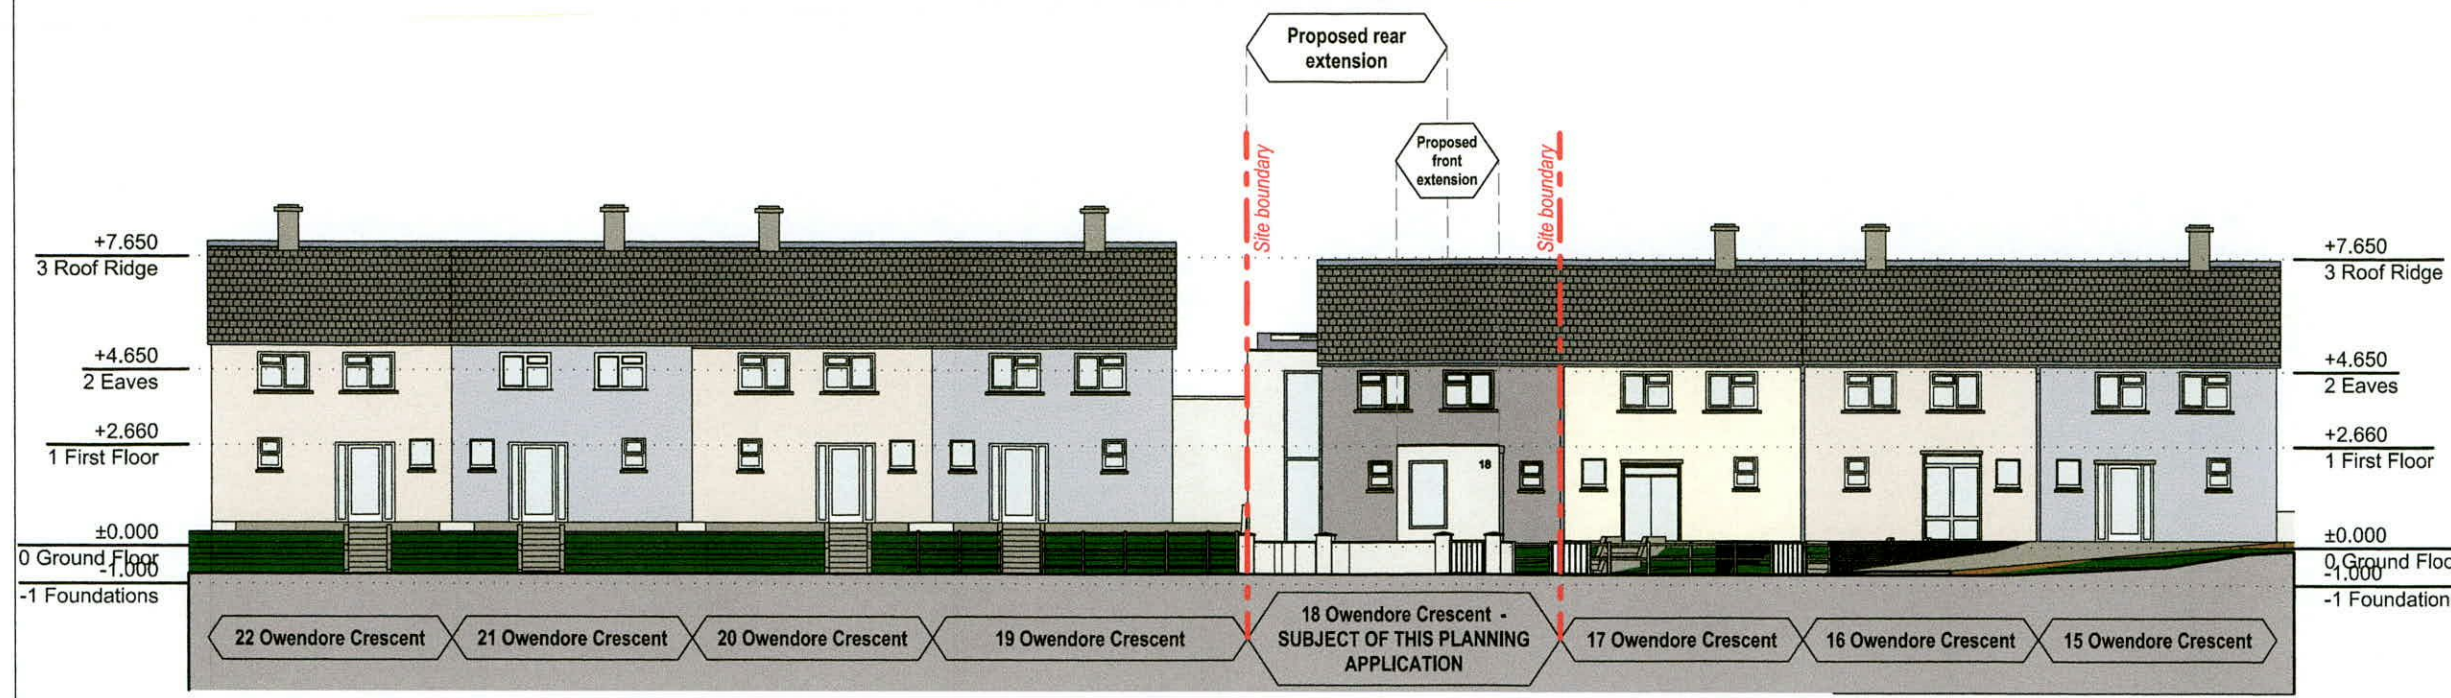 Proposed rear
extension
Proposed
front
extension
Site boundary
Site boundary
+7.650
3 Roof Ridge
+4.650
2 Eaves
+2.660
1 First Floor
±0.000
0 Ground Floor
-1.000
-1 Foundations
+7.650
3 Roof Ridge
+4.650
2 Eaves
+2.660
1 First Floor
±0.000
0 Ground Floo
-1.000
-1 Foundation
18
22 Owendore Crescent
21 Owendore Crescent
20 Owendore Crescent
19 Owendore Crescent
18 Owendore Crescent -
SUBJECT OF THIS PLANNING
APPLICATION
17 Owendore Crescent
16 Owendore Crescent
15 Owendore Crescent